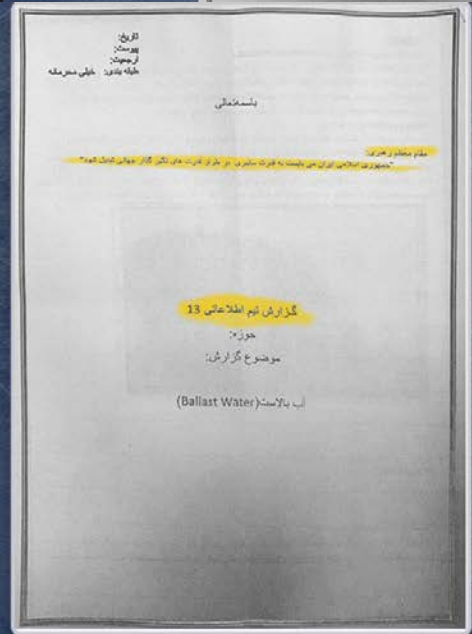 تاریخ:
پیوست:
ارجحیت:
طبقه بندی: خیلی محرمانه
باسمه‌تعالی
مقام معظم رهبری:
"جمهوری اسلامی ایران می بایست به قدرت سایبری در طراز قدرت های تأثیر گذار جهانی تبدیل شود"
گزارش تیم اطلاعاتی 13
حوزه:
موضوع گزارش:
آب بالاست(Ballast Water)